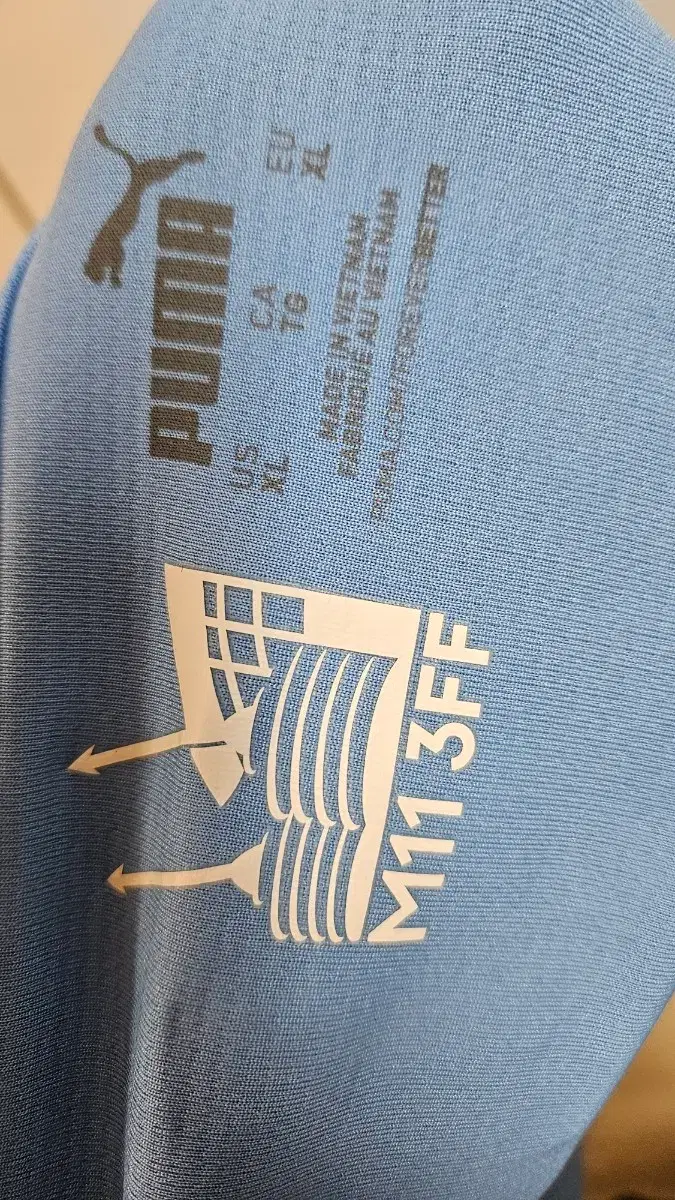 PUMA
US CA EU
XL TG XL
MADE IN VIETNAM
FABRIQUÉ AU VIETNAM
PUMA.COM/FOREVERBETTER
M11 3FF